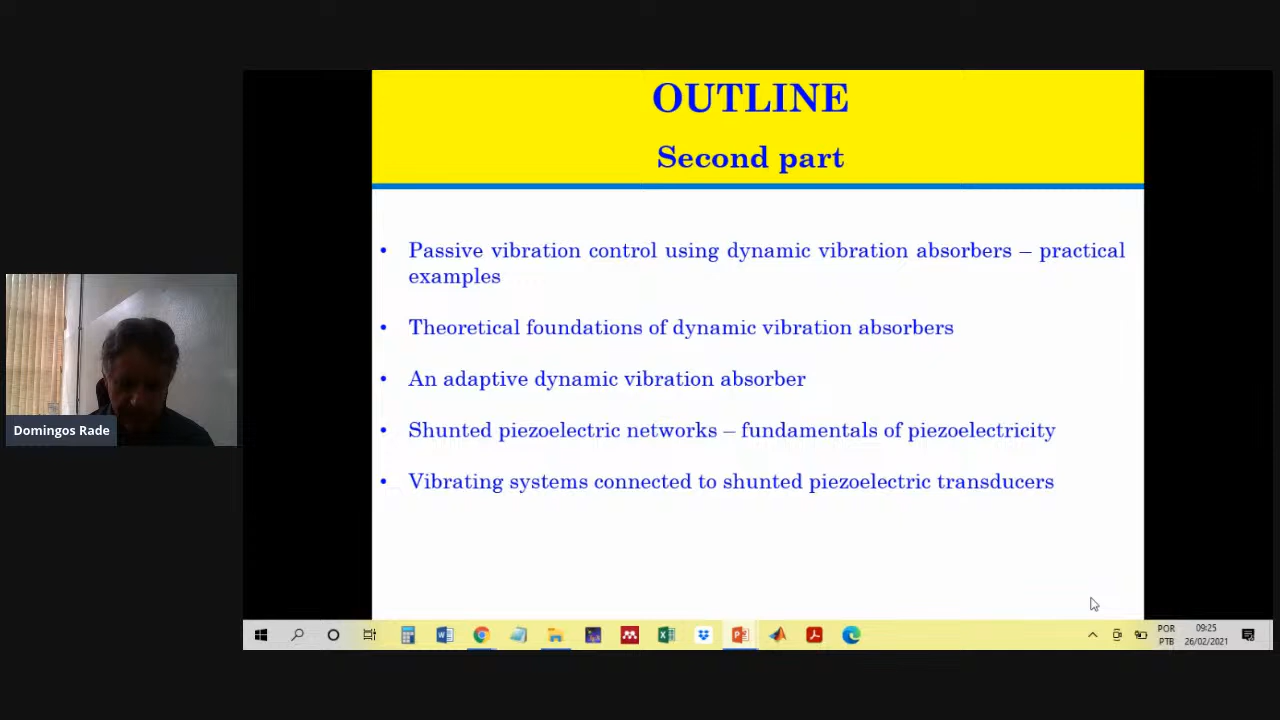 OUTLINE
Second part
• Passive vibration control using dynamic vibration absorbers – practical
examples
• Theoretical foundations of dynamic vibration absorbers
• An adaptive dynamic vibration absorber
• Shunted piezoelectric networks – fundamentals of piezoelectricity
• Vibrating systems connected to shunted piezoelectric transducers
Domingos Rade
POR
PTB
09:25
26/02/2021